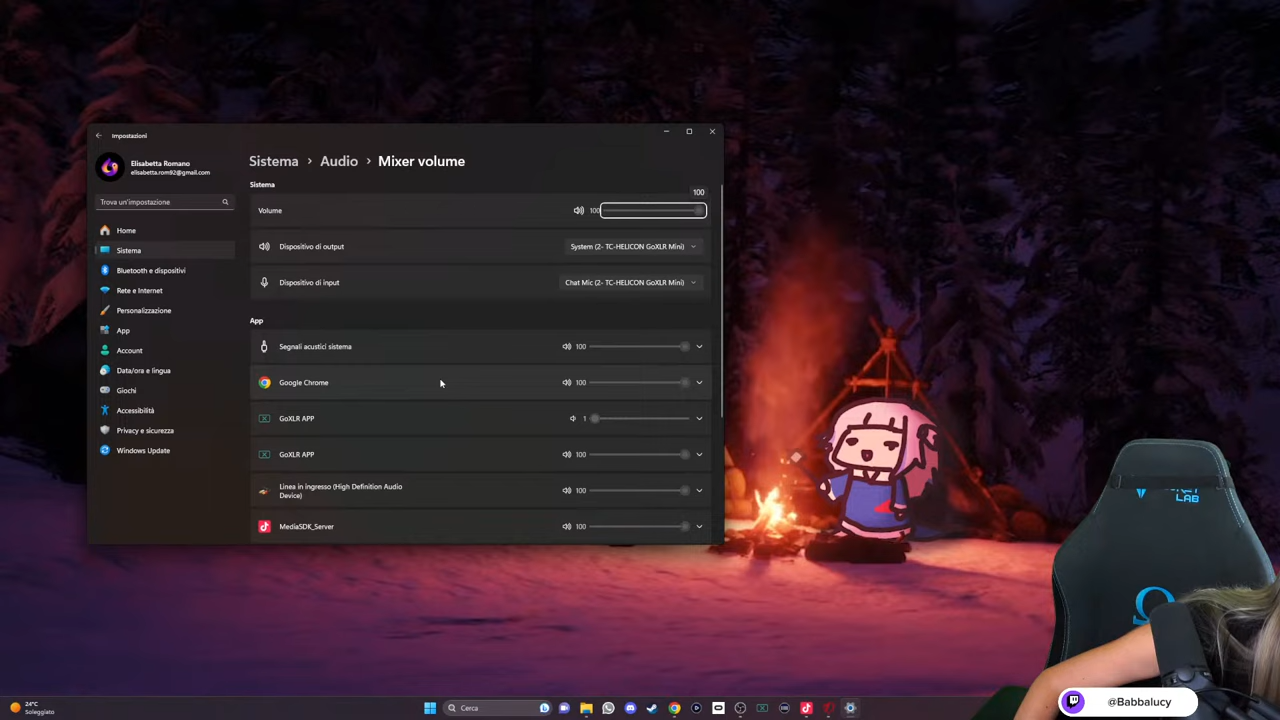 Impostazioni
Elisabetta Romano
elisabetta.rom92@gmail.com
Trova un'impostazione
Home
Sistema
Bluetooth e dispositivi
Rete e Internet
Personalizzazione
App
Account
Data/ora e lingua
Giochi
Accessibilità
Privacy e sicurezza
Windows Update
Sistema > Audio > Mixer volume
Sistema
100
Volume 100
Dispositivo di output System (2- TC-HELICON GoXLR Mini)
Dispositivo di input Chat Mic (2- TC-HELICON GoXLR Mini)
App
Segnali acustici sistema 100
Google Chrome 100
GoXLR APP 1
GoXLR APP 100
Linea in ingresso (High Definition Audio
Device) 100
MediaSDK_Server 100
LAB
24°C
Soleggiato
Cerca
@Babbalucy